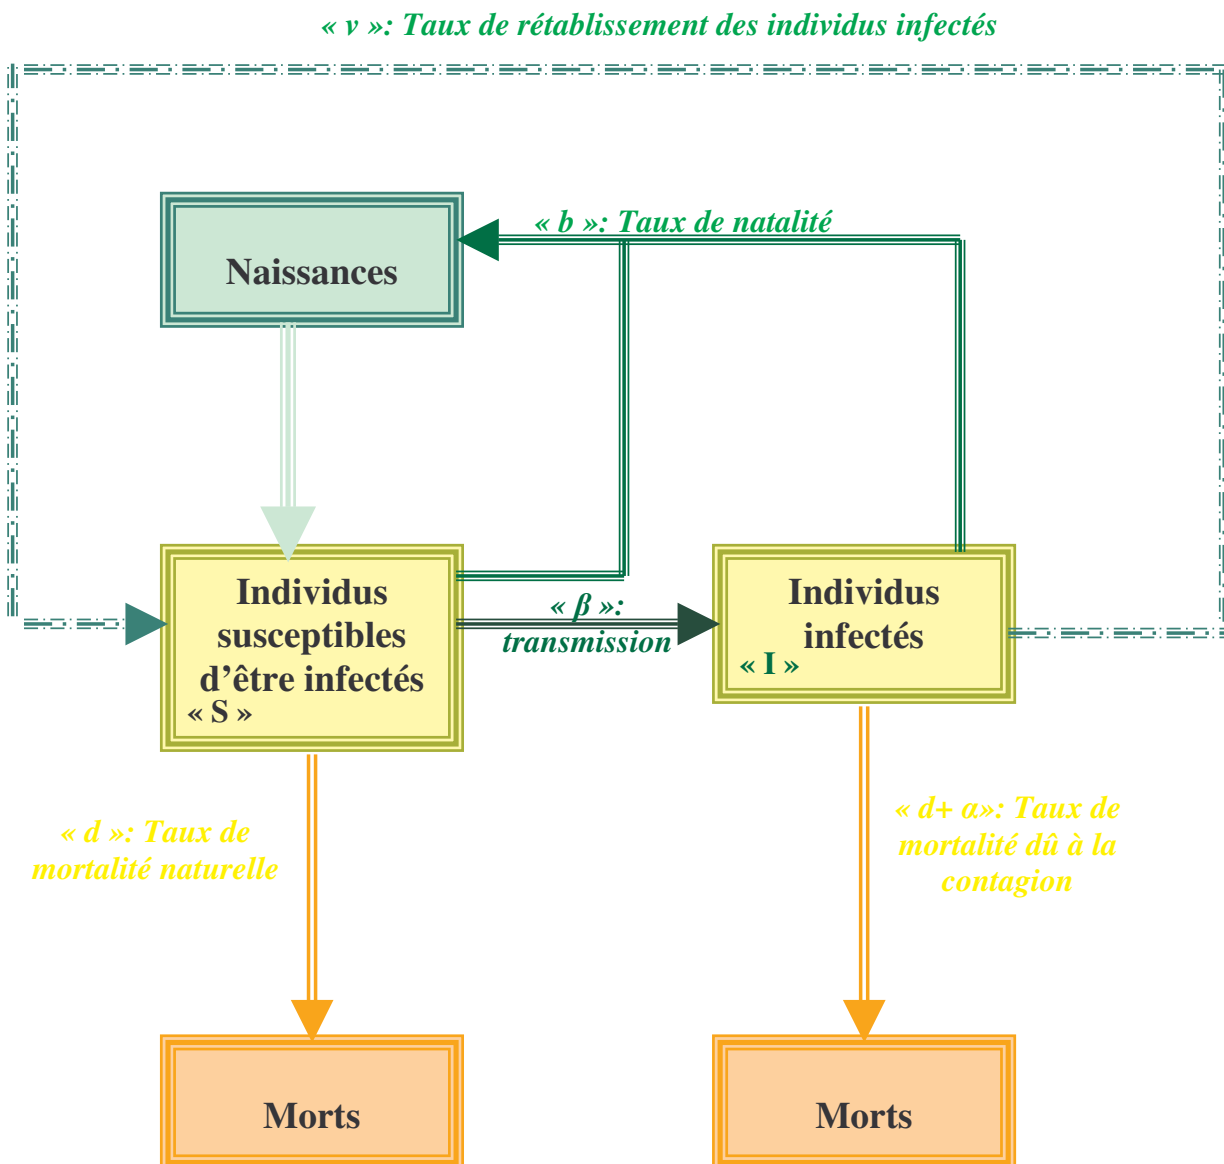 « v »: Taux de rétablissement des individus infectés
« b »: Taux de natalité
Naissances
Individus
susceptibles
d’être infectés
« S »
« β »:
transmission
Individus
infectés
« I »
« d »: Taux de
mortalité naturelle
« d+ α»: Taux de
mortalité dû à la
contagion
Morts
Morts